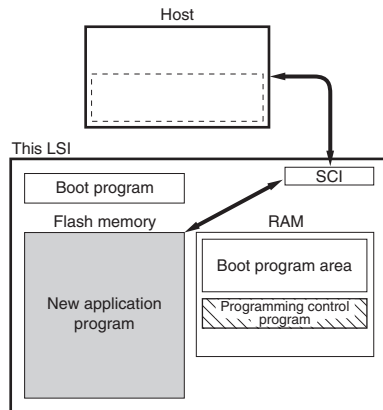 Host
This LSI
SCI
Boot program
Flash memory
RAM
New application
program
Boot program area
Programming control
program